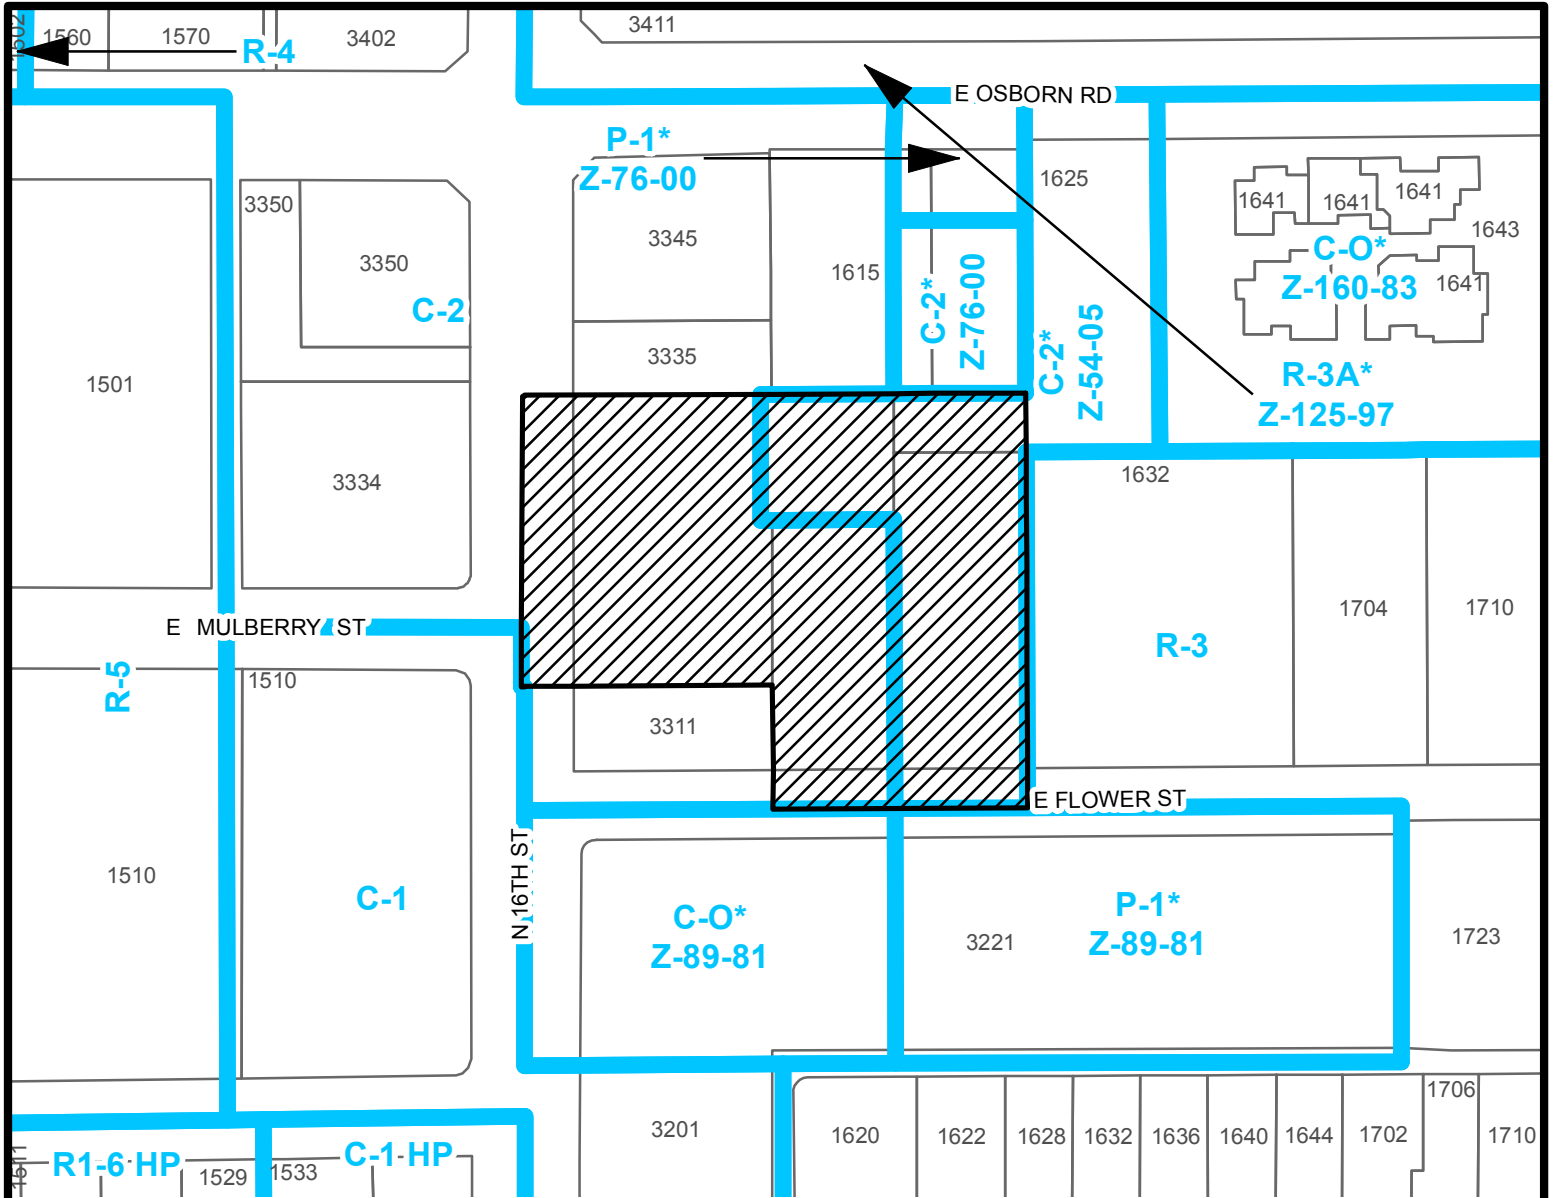 1602
1560
1570
R-4
3402
3411
E OSBORN RD
P-1*
Z-76-00
3350
3350
C-2
3345
1615
1625
C-2*
Z-76-00
C-2*
Z-54-05
1641
1641
1641
1643
C-O*
Z-160-83
1641
R-3A*
Z-125-97
1501
3335
3334
1632
1704
1710
E MULBERRY ST
R-5
1510
R-3
3311
E FLOWER ST
1510
C-1
N 16TH ST
C-O*
Z-89-81
3221
P-1*
Z-89-81
1723
1511
R1-6 HP
1529
1533
C-1 HP
3201
1620
1622
1628
1632
1636
1640
1644
1702
1706
1710